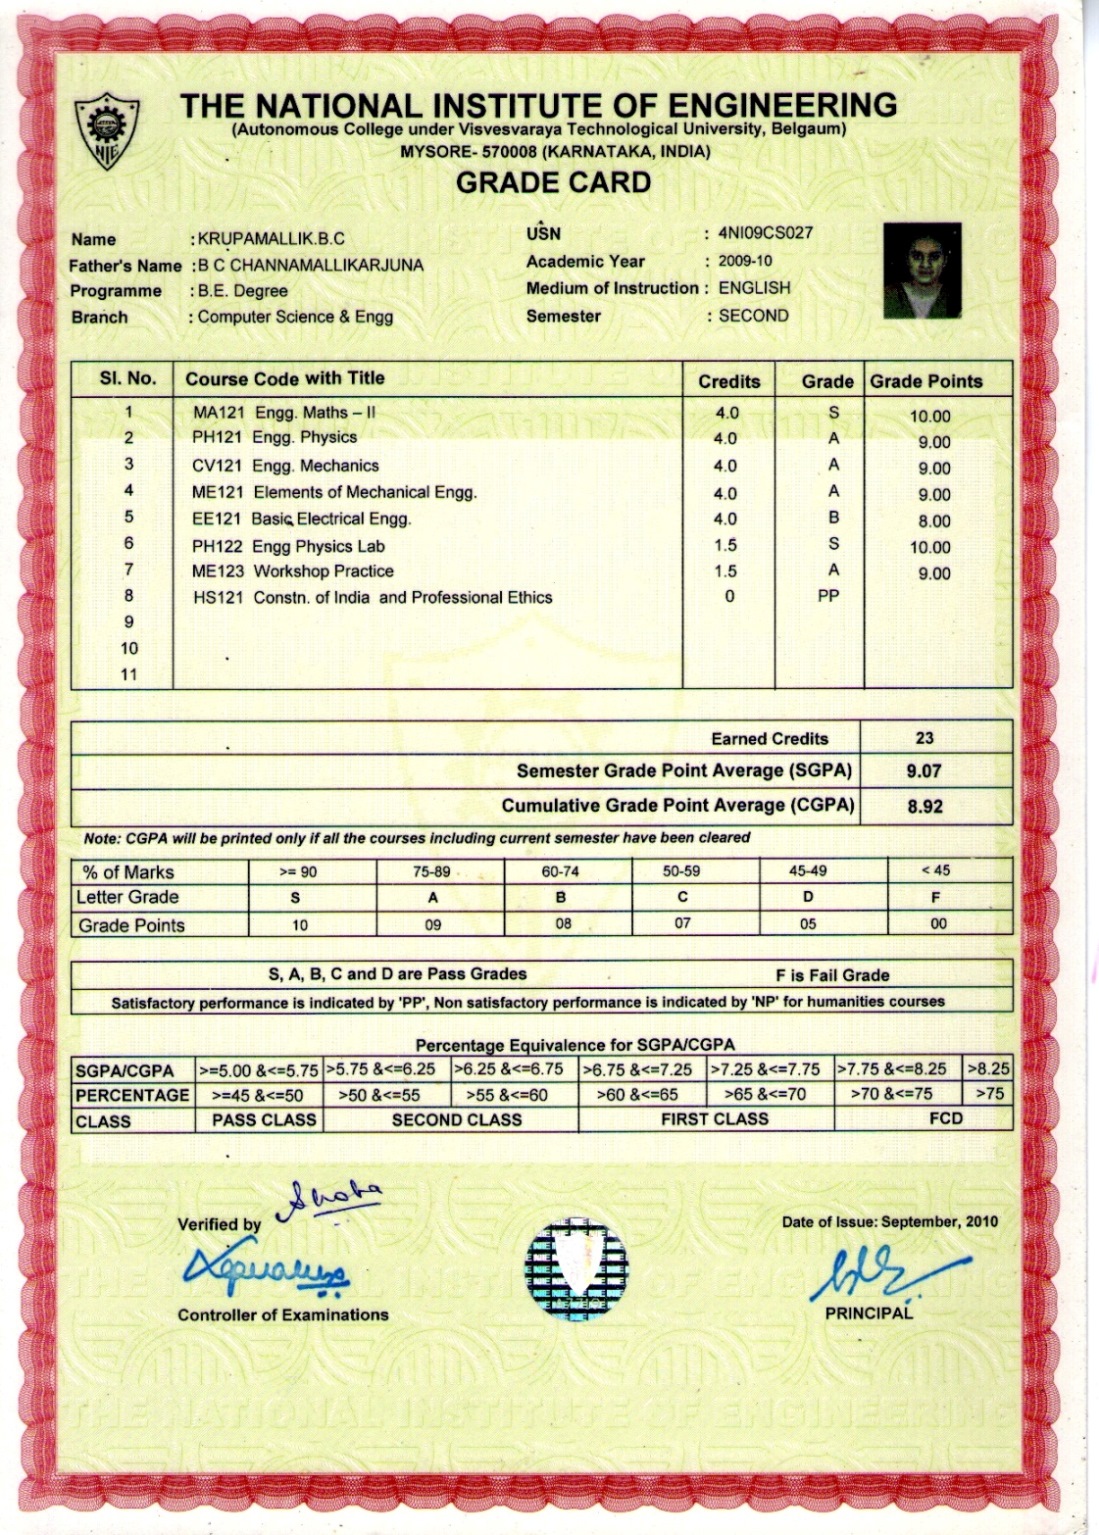 NIE
THE NATIONAL INSTITUTE OF ENGINEERING
(Autonomous College under Visvesvaraya Technological University, Belgaum)
MYSORE- 570008 (KARNATAKA, INDIA)
GRADE CARD
Name : KRUPAMALLIK.B.C
Father's Name : B C CHANNAMALLIKARJUNA
Programme : B.E. Degree
Branch : Computer Science & Engg
USN : 4NI09CS027
Academic Year : 2009-10
Medium of Instruction : ENGLISH
Semester : SECOND
Sl. No. Course Code with Title Credits Grade Grade Points
1 MA121 Engg. Maths – II 4.0 S 10.00
2 PH121 Engg. Physics 4.0 A 9.00
3 CV121 Engg. Mechanics 4.0 A 9.00
4 ME121 Elements of Mechanical Engg. 4.0 A 9.00
5 EE121 Basic Electrical Engg. 4.0 B 8.00
6 PH122 Engg Physics Lab 1.5 S 10.00
7 ME123 Workshop Practice 1.5 A 9.00
8 HS121 Constn. of India and Professional Ethics 0 PP
9
10
11
Earned Credits 23
Semester Grade Point Average (SGPA) 9.07
Cumulative Grade Point Average (CGPA) 8.92
Note: CGPA will be printed only if all the courses including current semester have been cleared
% of Marks >= 90 75-89 60-74 50-59 45-49 < 45
Letter Grade S A B C D F
Grade Points 10 09 08 07 05 00
S, A, B, C and D are Pass Grades F is Fail Grade
Satisfactory performance is indicated by 'PP', Non satisfactory performance is indicated by 'NP' for humanities courses
Percentage Equivalence for SGPA/CGPA
SGPA/CGPA >=5.00 &<=5.75 >5.75 &<=6.25 >6.25 &<=6.75 >6.75 &<=7.25 >7.25 &<=7.75 >7.75 &<=8.25 >8.25
PERCENTAGE >=45 &<=50 >50 &<=55 >55 &<=60 >60 &<=65 >65 &<=70 >70 &<=75 >75
CLASS PASS CLASS SECOND CLASS FIRST CLASS FCD
Shoba
Verified by
Date of Issue: September, 2010
Controller of Examinations
PRINCIPAL
THE NATIONAL INSTITUTE OF ENGINEERING